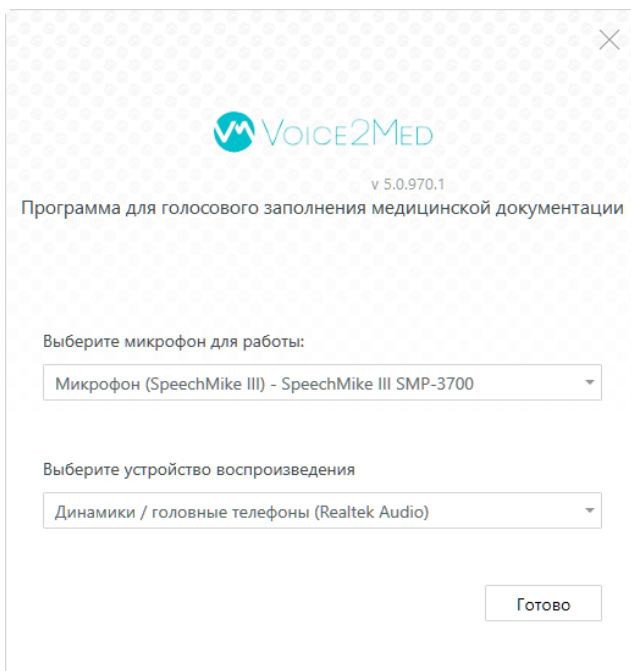 VM VOICE2MED
v 5.0.970.1
Программа для голосового заполнения медицинской документации
Выберите микрофон для работы:
Микрофон (SpeechMike III) - SpeechMike III SMP-3700
Выберите устройство воспроизведения
Динамики / головные телефоны (Realtek Audio)
Готово